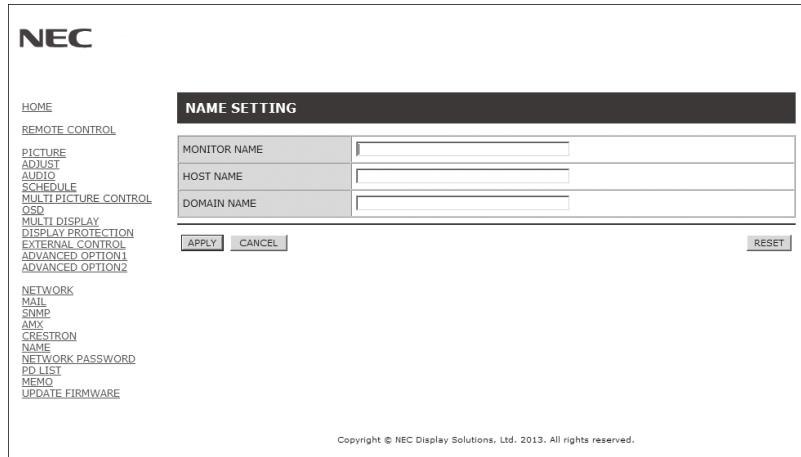 NEC
HOME
REMOTE CONTROL
PICTURE
ADJUST
AUDIO
SCHEDULE
MULTI PICTURE CONTROL
OSD
MULTI DISPLAY
DISPLAY PROTECTION
EXTERNAL CONTROL
ADVANCED OPTION1
ADVANCED OPTION2
NETWORK
MAIL
SNMP
AMX
CRESTRON
NAME
NETWORK PASSWORD
PD LIST
MEMO
UPDATE FIRMWARE
NAME SETTING
MONITOR NAME
HOST NAME
DOMAIN NAME
APPLY CANCEL RESET
Copyright © NEC Display Solutions, Ltd. 2013. All rights reserved.